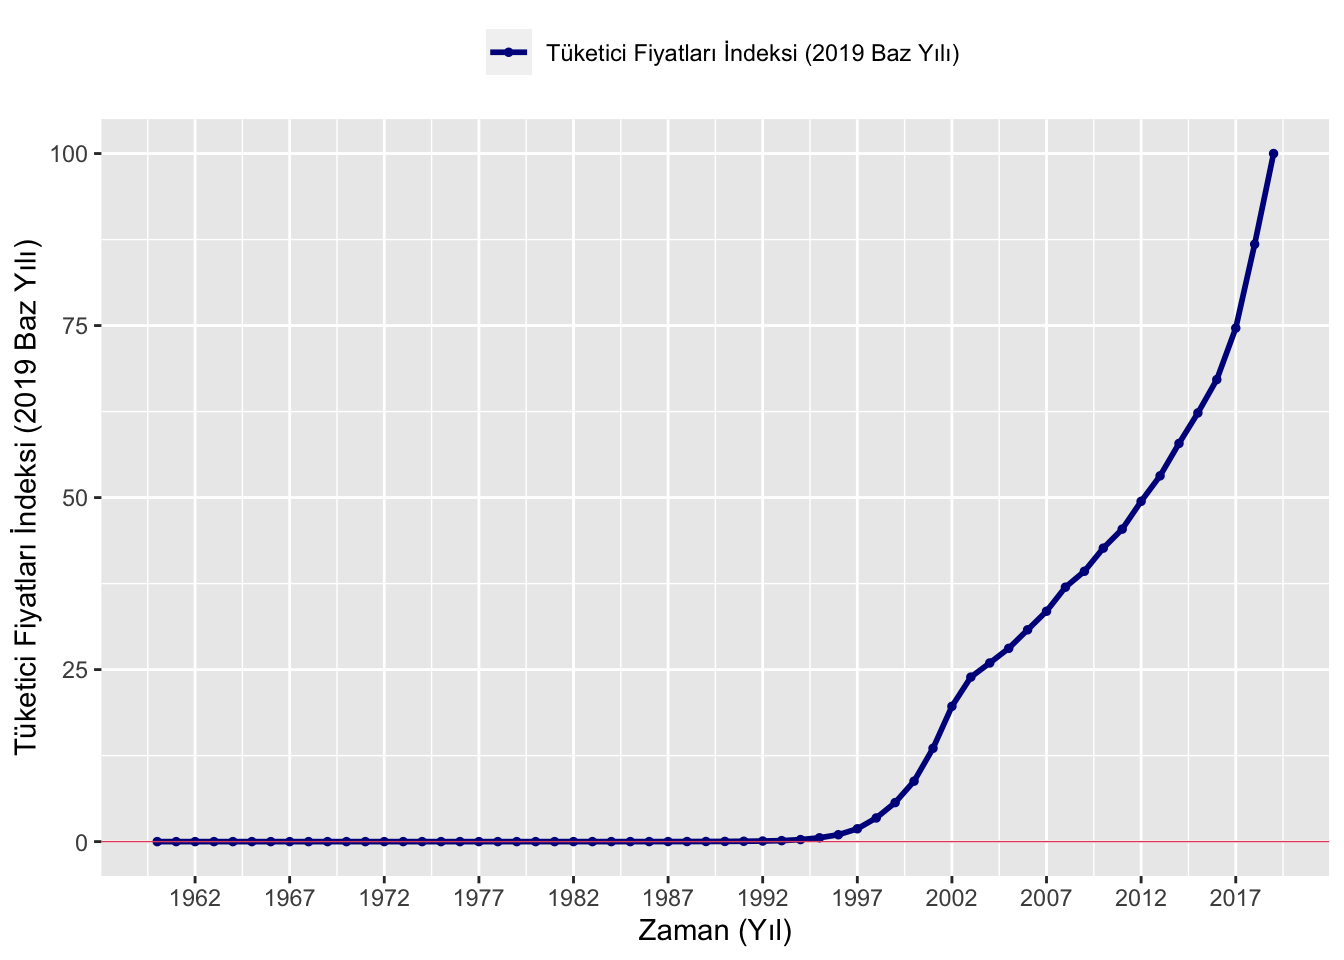 Tüketici Fiyatları İndeksi (2019 Baz Yılı)
Tüketici Fiyatları İndeksi (2019 Baz Yılı)
100
75
50
25
0
1962 1967 1972 1977 1982 1987 1992 1997 2002 2007 2012 2017
Zaman (Yıl)